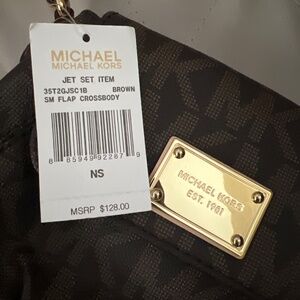 MICHAEL
MICHAEL KORS
JET SET ITEM
35T2GJSC1B BROWN
SM FLAP CROSSBODY
8 85949 92287 9
NS
MSRP $128.00
MICHAEL KORS
EST. 1981